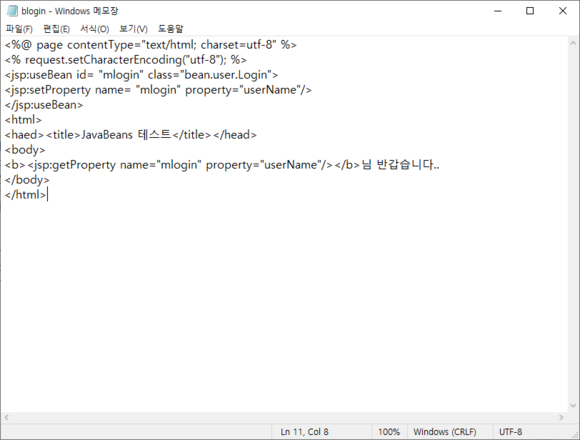 blogin - Windows 메모장
파일(F) 편집(E) 서식(O) 보기(V) 도움말
<%@ page contentType="text/html; charset=utf-8" %>
<% request.setCharacterEncoding("utf-8"); %>
<jsp:useBean id= "mlogin" class="bean.user.Login">
<jsp:setProperty name= "mlogin" property="userName"/>
</jsp:useBean>
<html>
<haed><title>JavaBeans 테스트</title></head>
<body>
<b><jsp:getProperty name="mlogin" property="userName"/></b>님 반갑습니다..
</body>
</html>
Ln 11, Col 8 100% Windows (CRLF) UTF-8